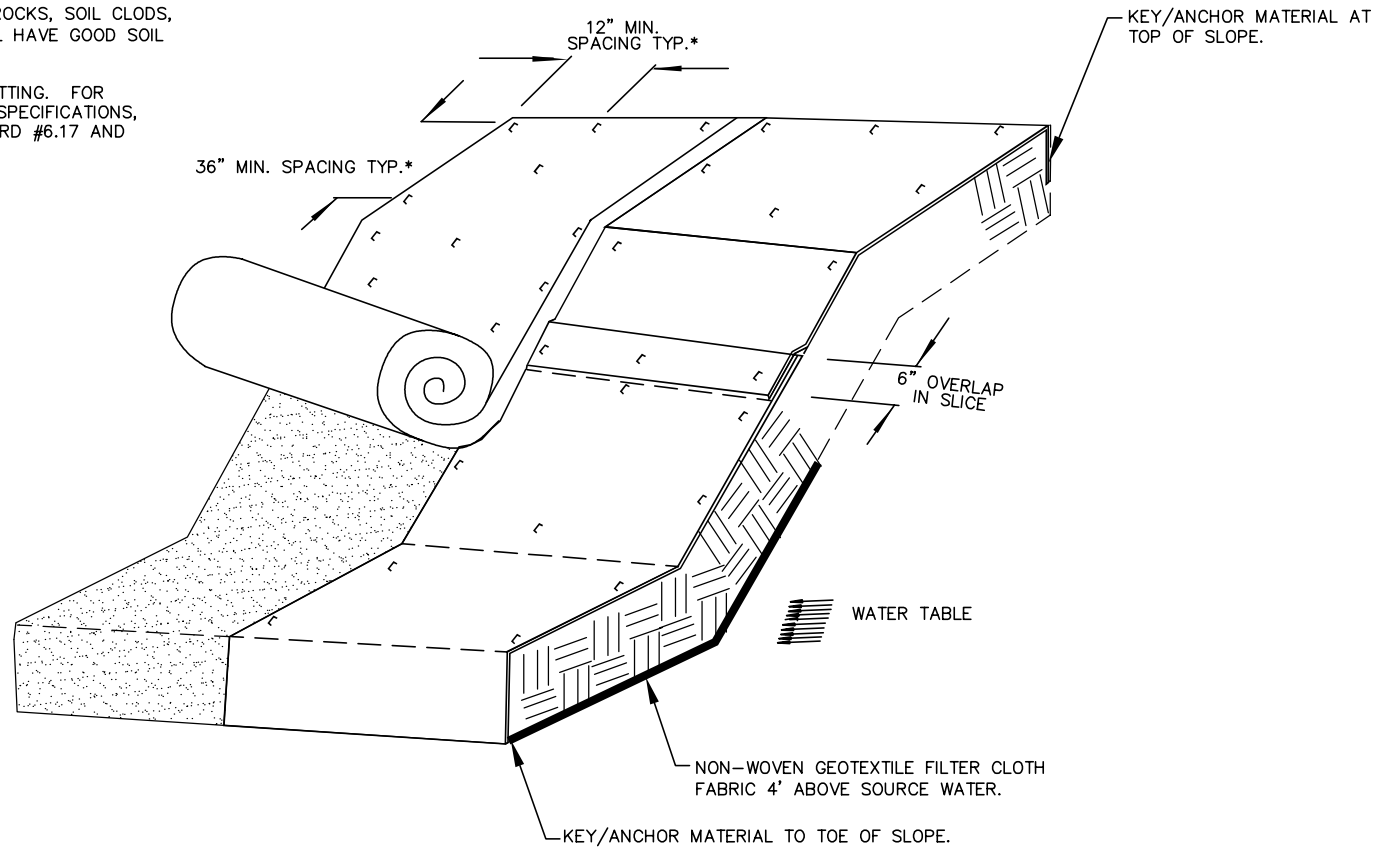 ROCKS, SOIL CLODS,
HAVE GOOD SOIL
TTING. FOR
SPECIFICATIONS,
RD #6.17 AND
12" MIN.
SPACING TYP.*
KEY/ANCHOR MATERIAL AT
TOP OF SLOPE.
36" MIN. SPACING TYP.*
6" OVERLAP
IN SLICE
WATER TABLE
NON-WOVEN GEOTEXTILE FILTER CLOTH
FABRIC 4' ABOVE SOURCE WATER.
KEY/ANCHOR MATERIAL TO TOE OF SLOPE.